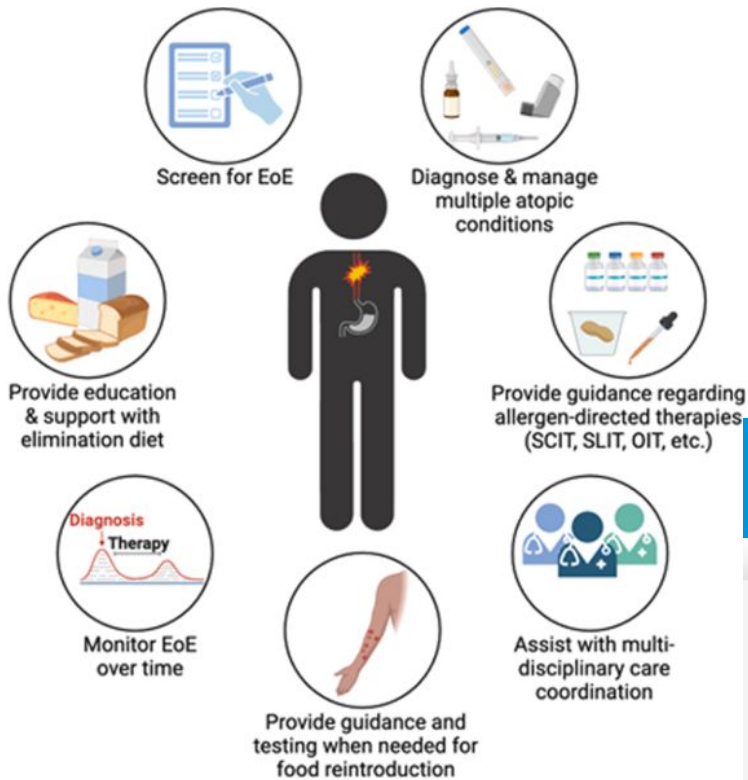 Screen for EoE
Diagnose & manage
multiple atopic
conditions
Provide education
& support with
elimination diet
Provide guidance regarding
allergen-directed therapies
(SCIT, SLIT, OIT, etc.)
Diagnosis
Therapy
Monitor EoE
over time
Assist with multi-
disciplinary care
coordination
Provide guidance and
testing when needed for
food reintroduction